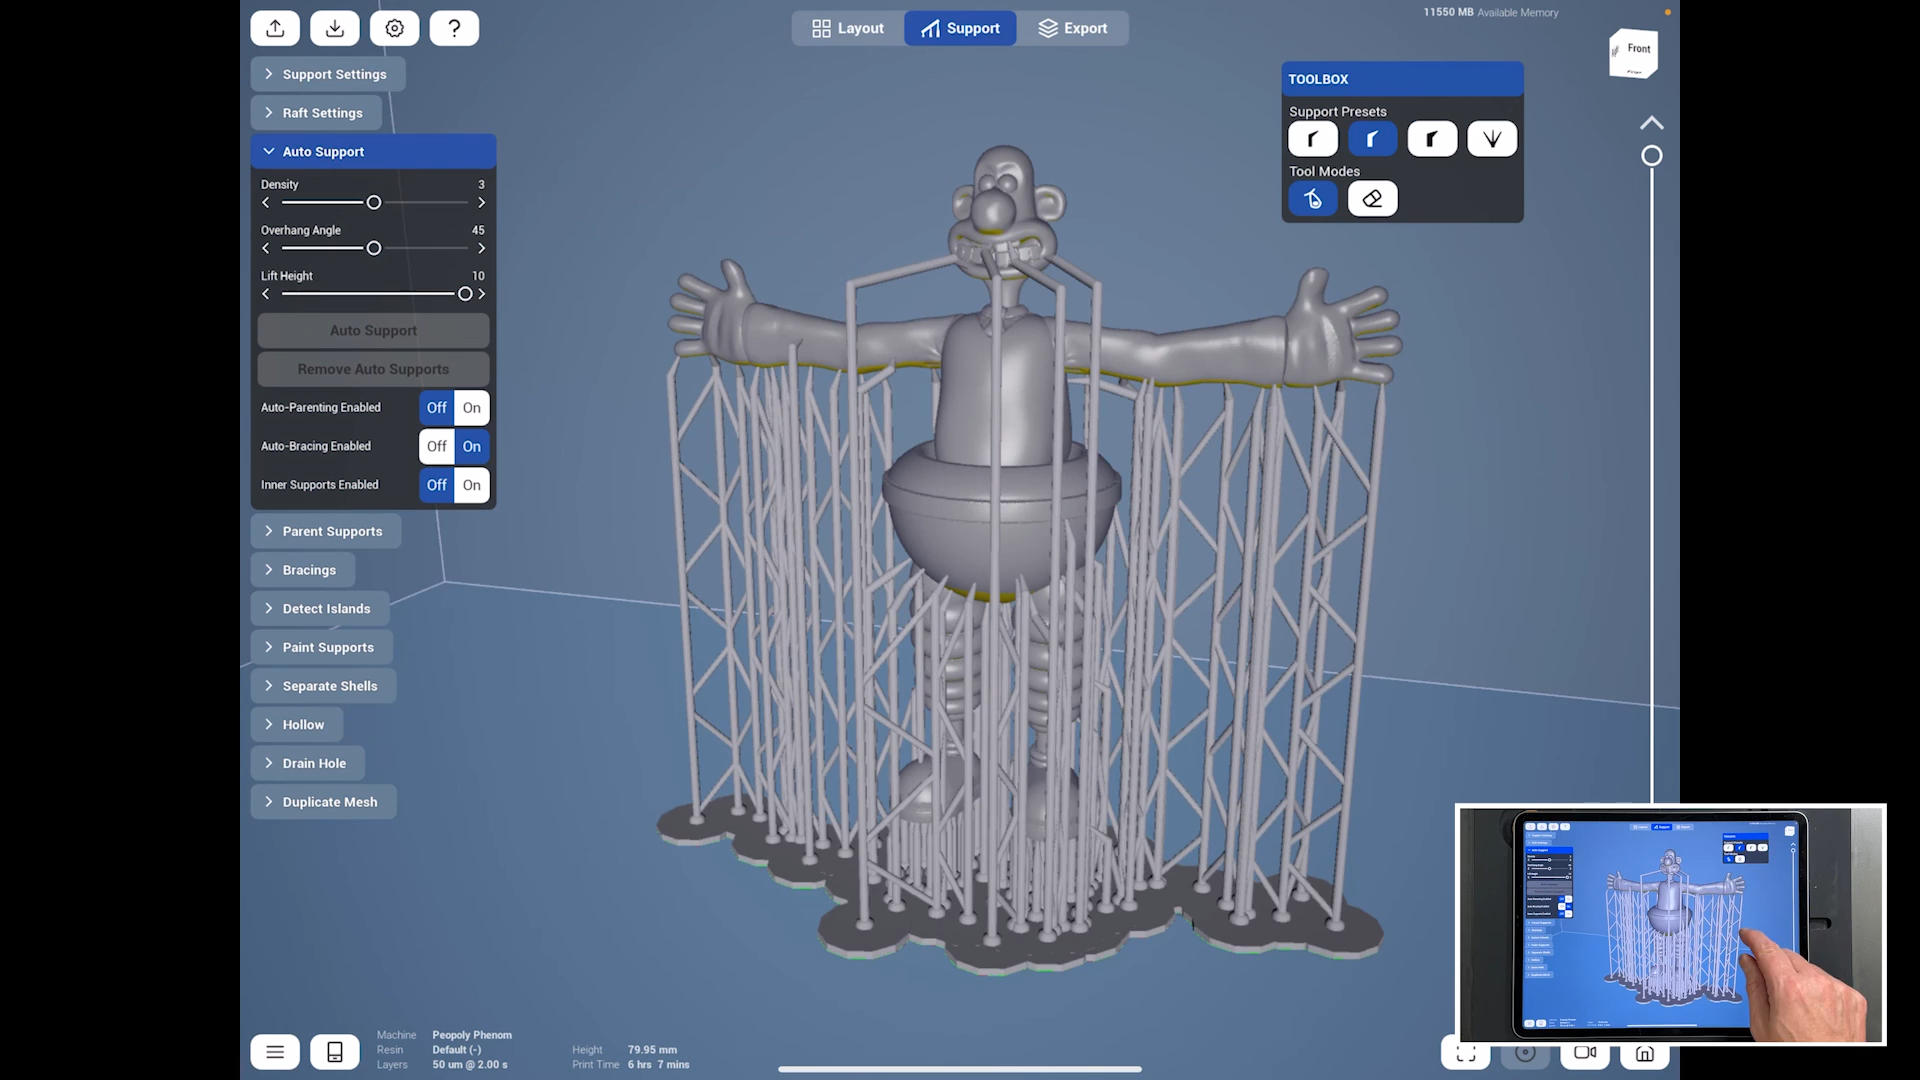 Layout
Support
Export
11550 MB Available Memory
Front
Support Settings
Raft Settings
Auto Support
Density 3
Overhang Angle 45
Lift Height 10
Auto Support
Remove Auto Supports
Auto-Parenting Enabled Off On
Auto-Bracing Enabled Off On
Inner Supports Enabled Off On
Parent Supports
Bracings
Detect Islands
Paint Supports
Separate Shells
Hollow
Drain Hole
Duplicate Mesh
TOOLBOX
Support Presets
Tool Modes
Machine Peopoly Phenom
Resin Default (-)
Layers 50 um @ 2.00 s
Height 79.95 mm
Print Time 6 hrs 7 mins